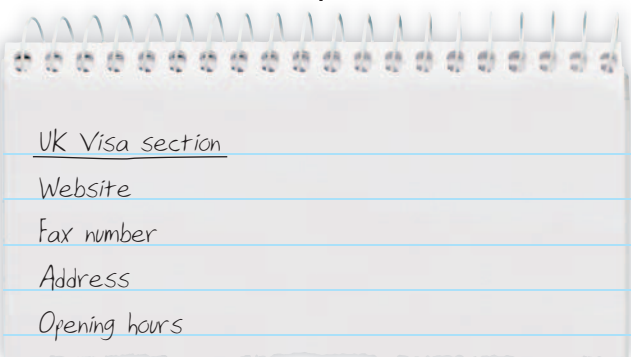 UK Visa section
Website
Fax number
Address
Opening hours